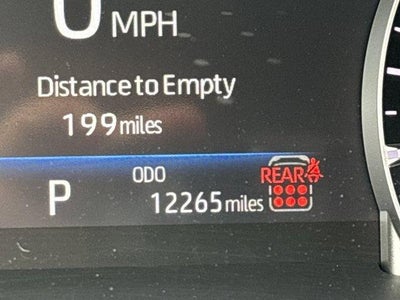 0 MPH
Distance to Empty
199 miles
ODO
REAR
P 12265 miles